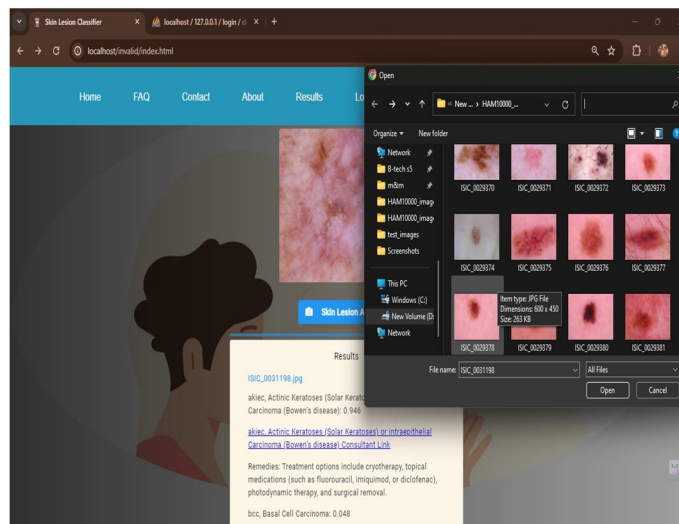 Skin Lesion Classifier
localhost / 127.0.0.1 / login / d
localhost/invalid/index.html
Home FAQ Contact About Results Lo
Skin Lesion A
Results
ISIC_0031198.jpg
akiec, Actinic Keratoses (Solar Kerato
Carcinoma (Bowen's disease): 0.946
akiec, Actinic Keratoses (Solar Keratoses) or intraepithelial
Carcinoma (Bowen's disease) Consultant Link
Remedies: Treatment options include cryotherapy, topical
medications (such as fluorouracil, imiquimod, or diclofenac),
photodynamic therapy, and surgical removal.
bcc, Basal Cell Carcinoma: 0.048
Open
New ... › HAM10000_...
Organize New folder
Network
B-tech s5
m&m
HAM10000_imag
HAM10000_imag
test_images
Screenshots
This PC
Windows (C:)
New Volume (D:
Network
ISIC_0029370 ISIC_0029371 ISIC_0029372 ISIC_0029373
ISIC_0029374 ISIC_0029375 ISIC_0029376 ISIC_0029377
Item type: JPG File
Dimensions: 600 x 450
Size: 263 KB
ISIC_0029378 ISIC_0029379 ISIC_0029380 ISIC_0029381
File name: ISIC_0031198 All Files
Open Cancel